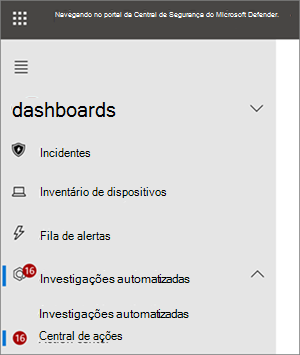 Navegando no portal da Central de Segurança do Microsoft Defender.
dashboards
Incidentes
Inventário de dispositivos
Fila de alertas
16
Investigações automatizadas
Investigações automatizadas
16 Central de ações